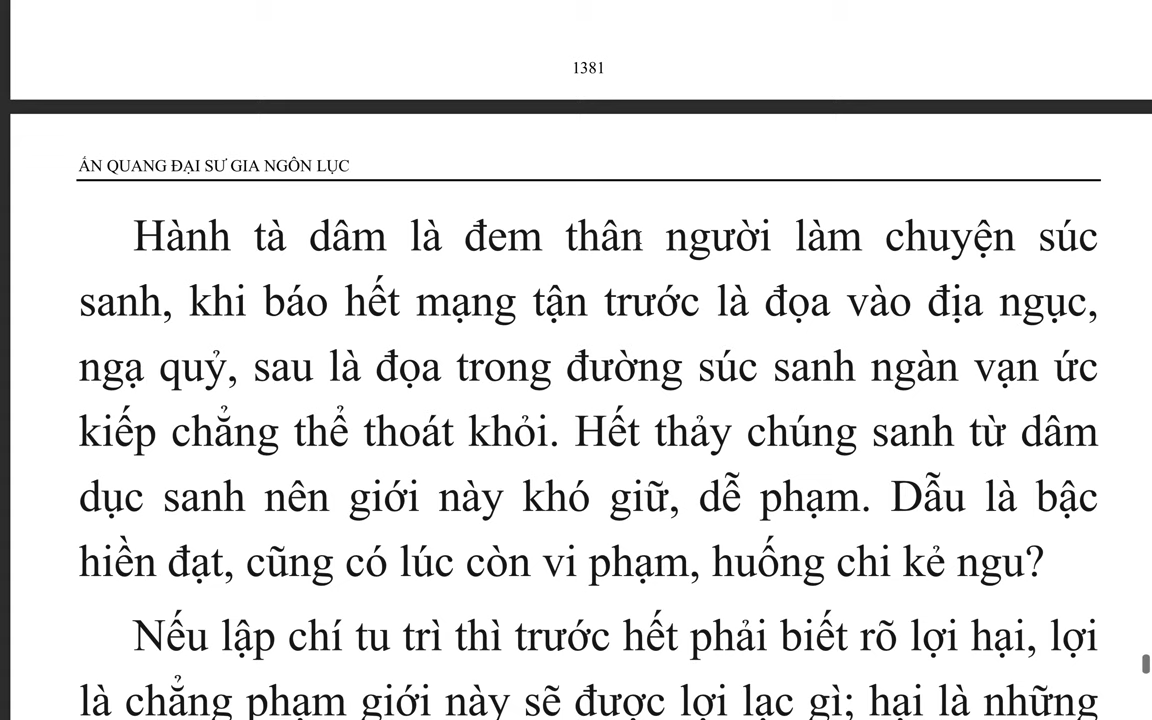 1381
ẤN QUANG ĐẠI SƯ GIA NGÔN LỤC
Hành tà dâm là đem thân người làm chuyện súc
sanh, khi báo hết mạng tận trước là đọa vào địa ngục,
ngạ quỷ, sau là đọa trong đường súc sanh ngàn vạn ức
kiếp chẳng thể thoát khỏi. Hết thảy chúng sanh từ dâm
dục sanh nên giới này khó giữ, dễ phạm. Dẫu là bậc
hiền đạt, cũng có lúc còn vi phạm, huống chi kẻ ngu?
Nếu lập chí tu trì thì trước hết phải biết rõ lợi hại, lợi
là chẳng phạm giới này sẽ được lợi lạc gì; hại là những